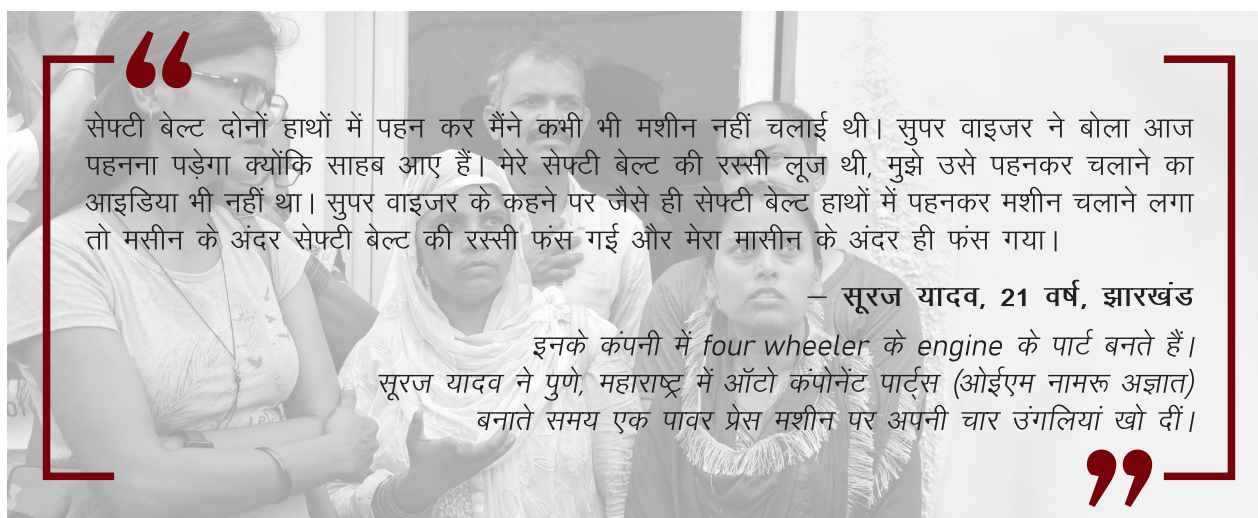 “
सेफ्टी बेल्ट दोनों हाथों में पहन कर मैंने कभी भी मशीन नहीं चलाई थी। सुपर वाइजर ने बोला आज
पहनना पड़ेगा क्योंकि साहब आए हैं। मेरे सेफ्टी बेल्ट की रस्सी लूज थी, मुझे उसे पहनकर चलाने का
आइडिया भी नहीं था। सुपर वाइजर के कहने पर जैसे ही सेफ्टी बेल्ट हाथों में पहनकर मशीन चलाने लगा
तो मसीन के अंदर सेफ्टी बेल्ट की रस्सी फंस गई और मेरा मासीन के अंदर ही फंस गया।
– सूरज यादव, 21 वर्ष, झारखंड
इनके कंपनी में four wheeler के engine के पार्ट बनते हैं।
सूरज यादव ने पुणे, महाराष्ट्र में ऑटो कंपोनेंट पार्ट्स (ओईएम नामरू अज्ञात)
बनाते समय एक पावर प्रेस मशीन पर अपनी चार उंगलियां खो दीं।
”